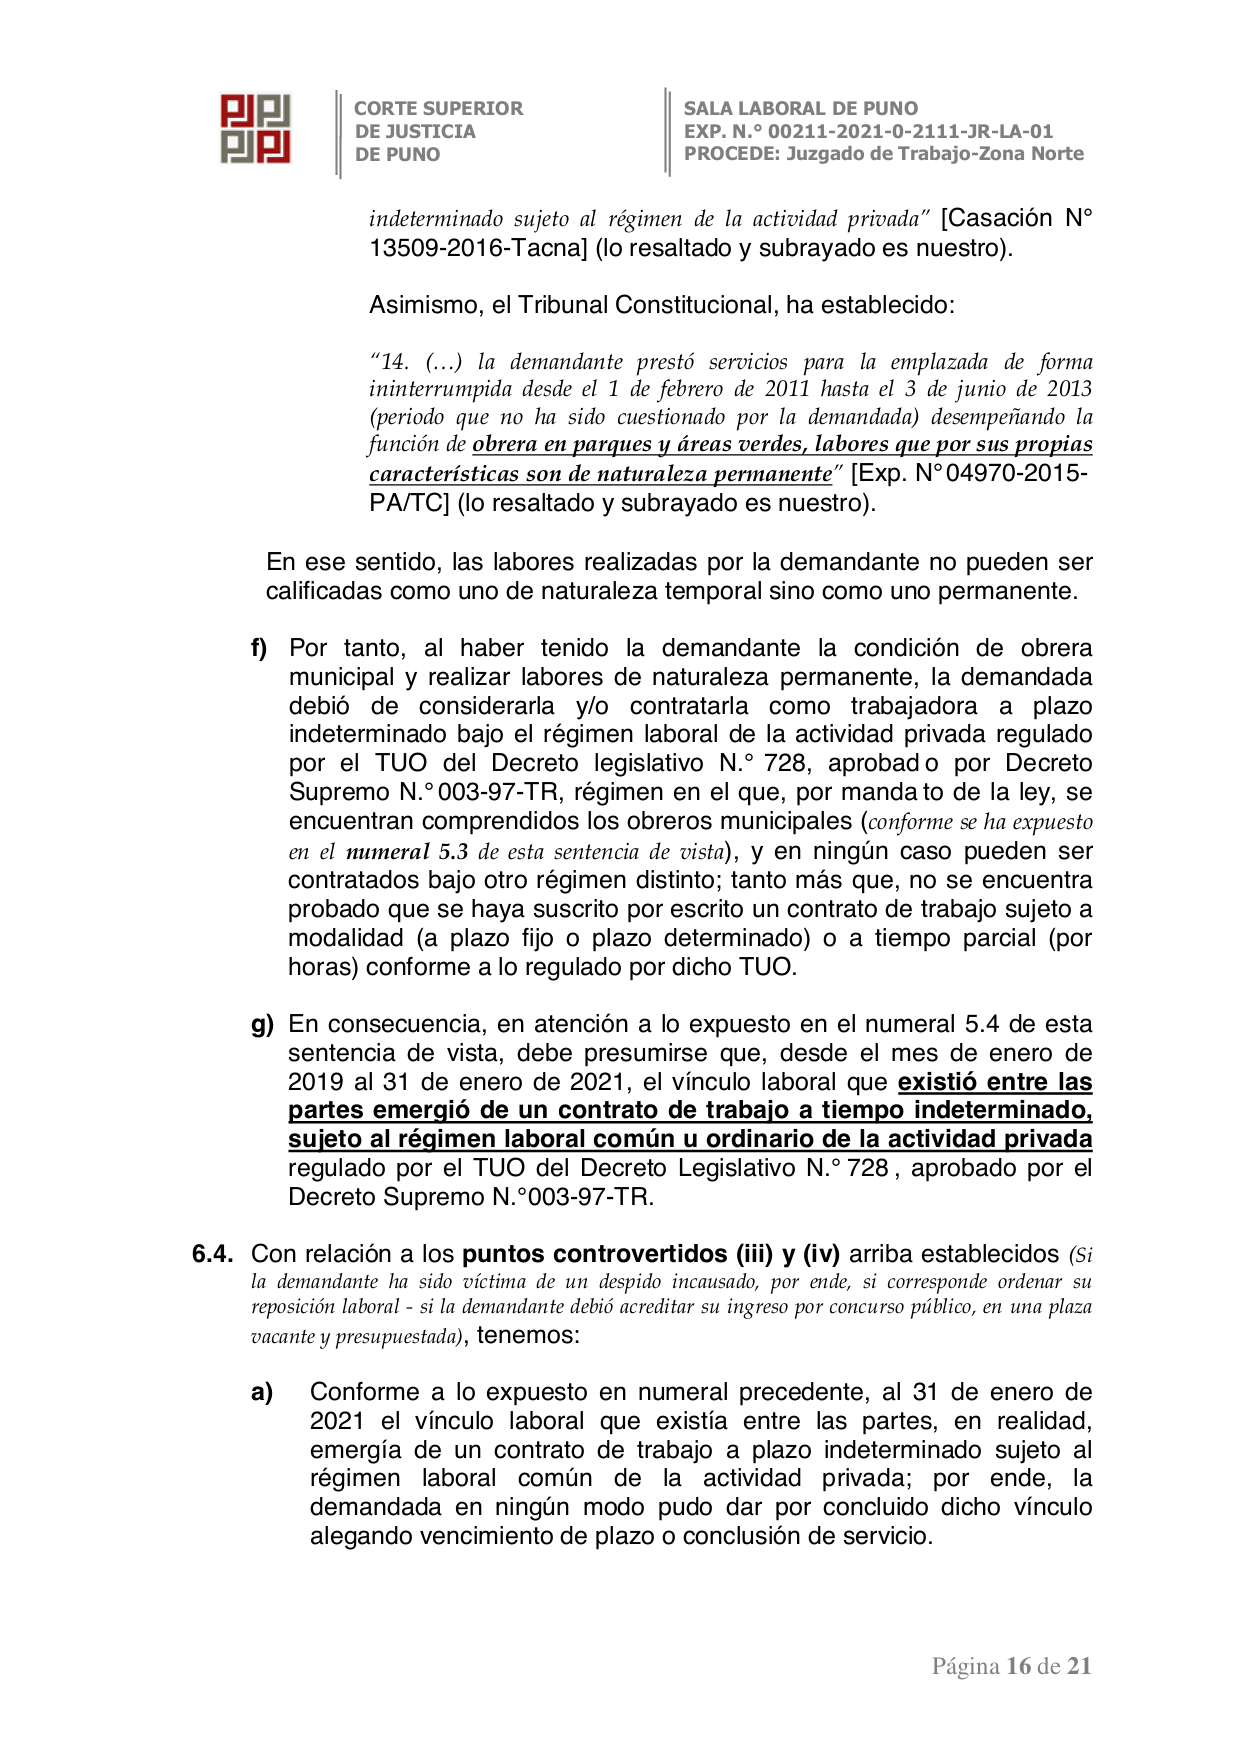 CORTE SUPERIOR
DE JUSTICIA
DE PUNO
SALA LABORAL DE PUNO
EXP. N.° 00211-2021-0-2111-JR-LA-01
PROCEDE: Juzgado de Trabajo-Zona Norte
indeterminado sujeto al régimen de la actividad privada” [Casación N°
13509-2016-Tacna] (lo resaltado y subrayado es nuestro).
Asimismo, el Tribunal Constitucional, ha establecido:
“14. (…) la demandante prestó servicios para la emplazada de forma
ininterrumpida desde el 1 de febrero de 2011 hasta el 3 de junio de 2013
(periodo que no ha sido cuestionado por la demandada) desempeñando la
función de obrera en parques y áreas verdes, labores que por sus propias
características son de naturaleza permanente” [Exp. N° 04970-2015-
PA/TC] (lo resaltado y subrayado es nuestro).
En ese sentido, las labores realizadas por la demandante no pueden ser
calificadas como uno de naturaleza temporal sino como uno permanente.
f) Por tanto, al haber tenido la demandante la condición de obrera
municipal y realizar labores de naturaleza permanente, la demandada
debió de considerarla y/o contratarla como trabajadora a plazo
indeterminado bajo el régimen laboral de la actividad privada regulado
por el TUO del Decreto legislativo N.° 728, aprobad o por Decreto
Supremo N.° 003-97-TR, régimen en el que, por manda to de la ley, se
encuentran comprendidos los obreros municipales (conforme se ha expuesto
en el numeral 5.3 de esta sentencia de vista), y en ningún caso pueden ser
contratados bajo otro régimen distinto; tanto más que, no se encuentra
probado que se haya suscrito por escrito un contrato de trabajo sujeto a
modalidad (a plazo fijo o plazo determinado) o a tiempo parcial (por
horas) conforme a lo regulado por dicho TUO.
g) En consecuencia, en atención a lo expuesto en el numeral 5.4 de esta
sentencia de vista, debe presumirse que, desde el mes de enero de
2019 al 31 de enero de 2021, el vínculo laboral que existió entre las
partes emergió de un contrato de trabajo a tiempo indeterminado,
sujeto al régimen laboral común u ordinario de la actividad privada
regulado por el TUO del Decreto Legislativo N.° 728 , aprobado por el
Decreto Supremo N.°003-97-TR.
6.4. Con relación a los puntos controvertidos (iii) y (iv) arriba establecidos (Si
la demandante ha sido víctima de un despido incausado, por ende, si corresponde ordenar su
reposición laboral - si la demandante debió acreditar su ingreso por concurso público, en una plaza
vacante y presupuestada), tenemos:
a) Conforme a lo expuesto en numeral precedente, al 31 de enero de
2021 el vínculo laboral que existía entre las partes, en realidad,
emergía de un contrato de trabajo a plazo indeterminado sujeto al
régimen laboral común de la actividad privada; por ende, la
demandada en ningún modo pudo dar por concluido dicho vínculo
alegando vencimiento de plazo o conclusión de servicio.
Página 16 de 21